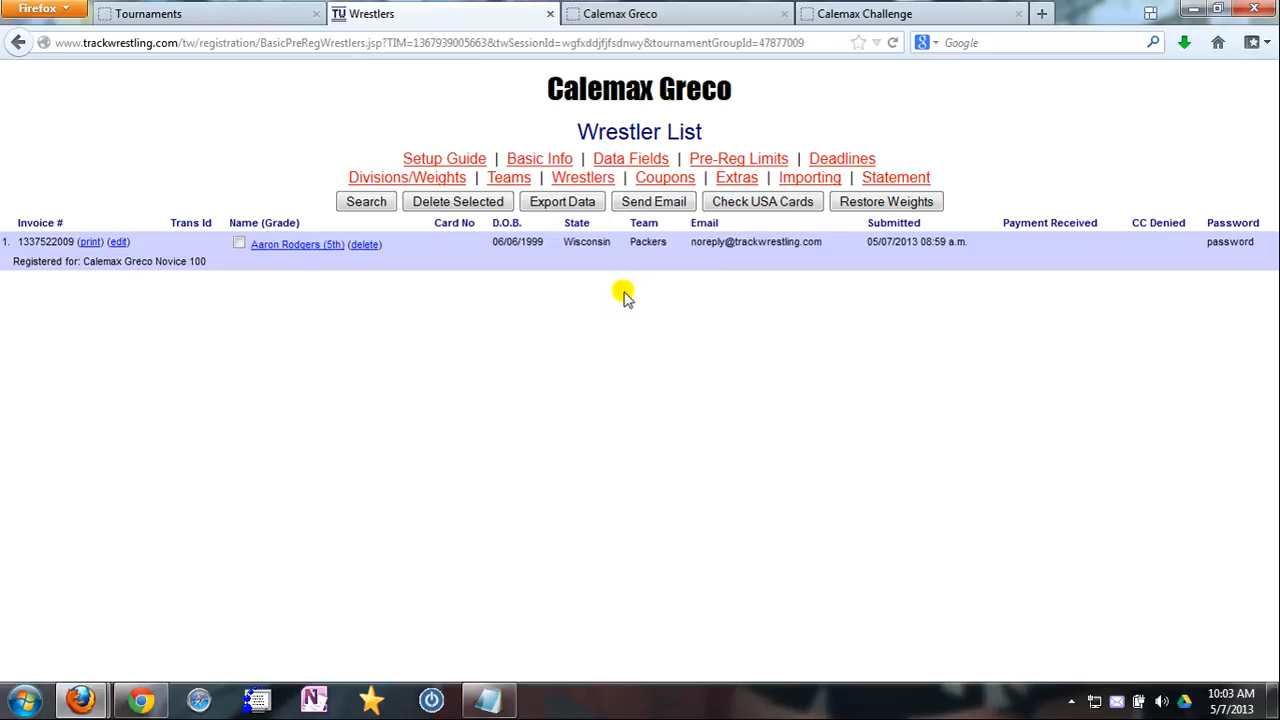 Firefox
Tournaments
TU Wrestlers
Calemax Greco
Calemax Challenge
www.trackwrestling.com/tw/registration/BasicPreRegWrestlers.jsp?TIM=1367939005663&twSessionId=wgfxddjfjfsdnwy&tournamentGroupId=47877009
Google
Calemax Greco
Wrestler List
Setup Guide | Basic Info | Data Fields | Pre-Reg Limits | Deadlines
Divisions/Weights | Teams | Wrestlers | Coupons | Extras | Importing | Statement
Search Delete Selected Export Data Send Email Check USA Cards Restore Weights
Invoice # Trans Id Name (Grade) Card No D.O.B. State Team Email Submitted Payment Received CC Denied Password
1. 1337522009 (print) (edit) Aaron Rodgers (5th) (delete) 06/06/1999 Wisconsin Packers noreply@trackwrestling.com 05/07/2013 08:59 a.m. password
Registered for: Calemax Greco Novice 100
10:03 AM
5/7/2013